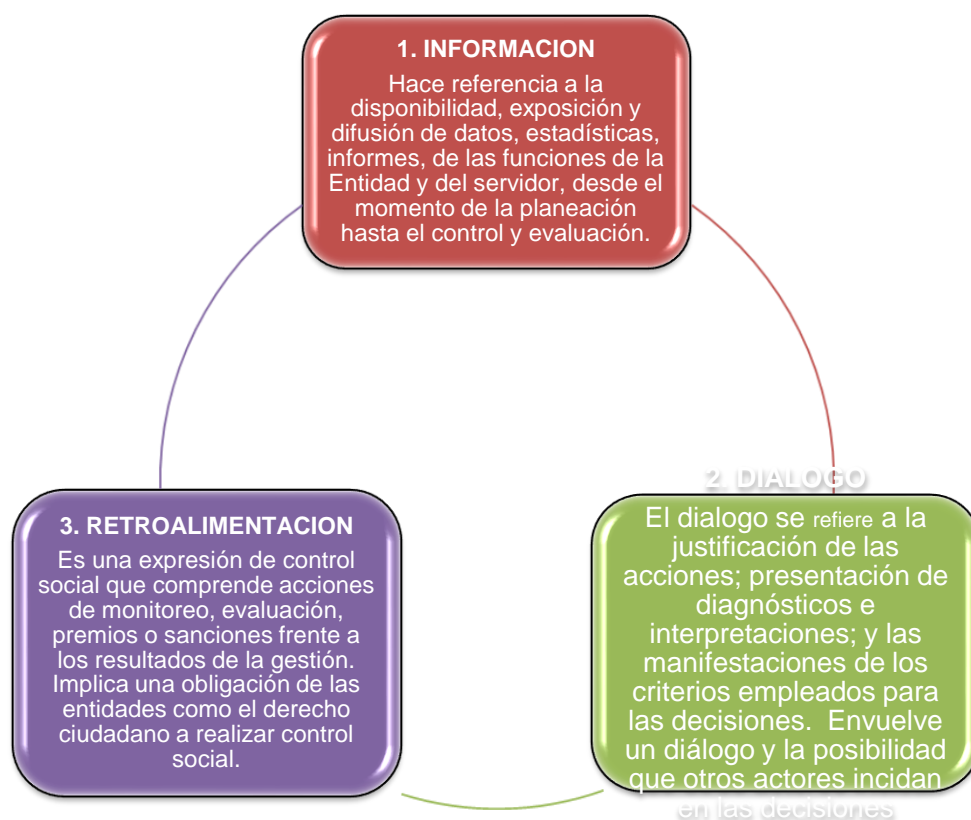 1. INFORMACION
Hace referencia a la
disponibilidad, exposición y
difusión de datos, estadísticas,
informes, de las funciones de la
Entidad y del servidor, desde el
momento de la planeación
hasta el control y evaluación.
2. DIALOGO
El dialogo se refiere a la
justificación de las
acciones; presentación de
diagnósticos e
interpretaciones; y las
manifestaciones de los
criterios empleados para
las decisiones. Envuelve
un diálogo y la posibilidad
que otros actores incidan
en las decisiones
3. RETROALIMENTACION
Es una expresión de control
social que comprende acciones
de monitoreo, evaluación,
premios o sanciones frente a
los resultados de la gestión.
Implica una obligación de las
entidades como el derecho
ciudadano a realizar control
social.